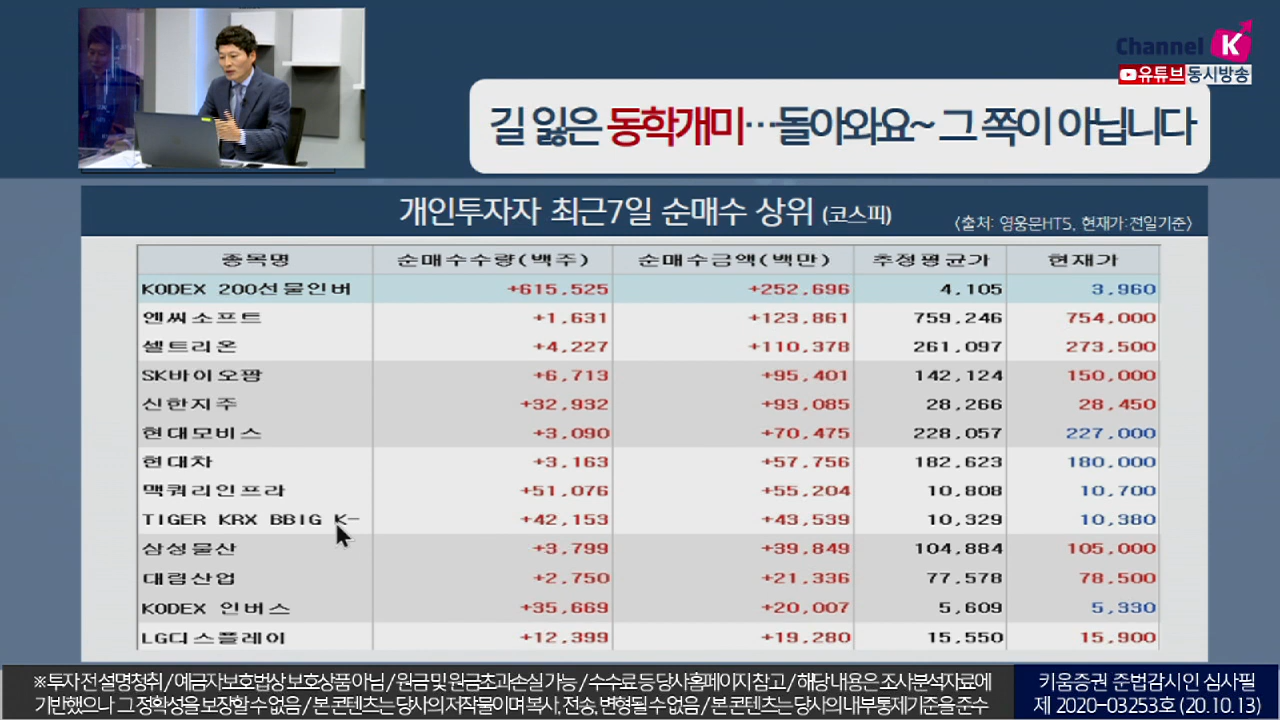 Channel K
유튜브동시방송
길 잃은 동학개미…돌아와요~ 그 쪽이 아닙니다
개인투자자 최근7일 순매수 상위 (코스피)
<출처: 영웅문HTS, 현재가:전일기준>
종목명 순매수수량(백주) 순매수금액(백만) 추정평균가 현재가
KODEX 200선물인버 +615,525 +252,696 4,105 3,960
엔씨소프트 +1,631 +123,861 759,246 754,000
셀트리온 +4,227 +110,378 261,097 273,500
SK바이오팡 +6,713 +95,401 142,124 150,000
신한지주 +32,932 +93,085 28,266 28,450
현대모비스 +3,090 +70,475 228,057 227,000
현대차 +3,163 +57,756 182,623 180,000
맥쿼리인프라 +51,076 +55,204 10,808 10,700
TIGER KRX BBIG K- +42,153 +43,539 10,329 10,380
삼성물산 +3,799 +39,849 104,884 105,000
대림산업 +2,750 +21,336 77,578 78,500
KODEX 인버스 +35,669 +20,007 5,609 5,330
LG디스플레이 +12,399 +19,280 15,550 15,900
※투자 전 설명청취 / 예금자보호법상 보호상품 아님 / 원금 및 원금초과손실 가능 / 수수료 등 당사홈페이지 참고 / 해당 내용은 조사분석자료에
기반했으나 그 정확성을 보장할 수 없음 / 본 콘텐츠는 당사의 저작물이며 복사, 전송, 변형될 수 없음 / 본 콘텐츠는 당사의 내부통제기준을 준수
키움증권 준법감시인 심사필
제 2020-03253호 (20.10.13)